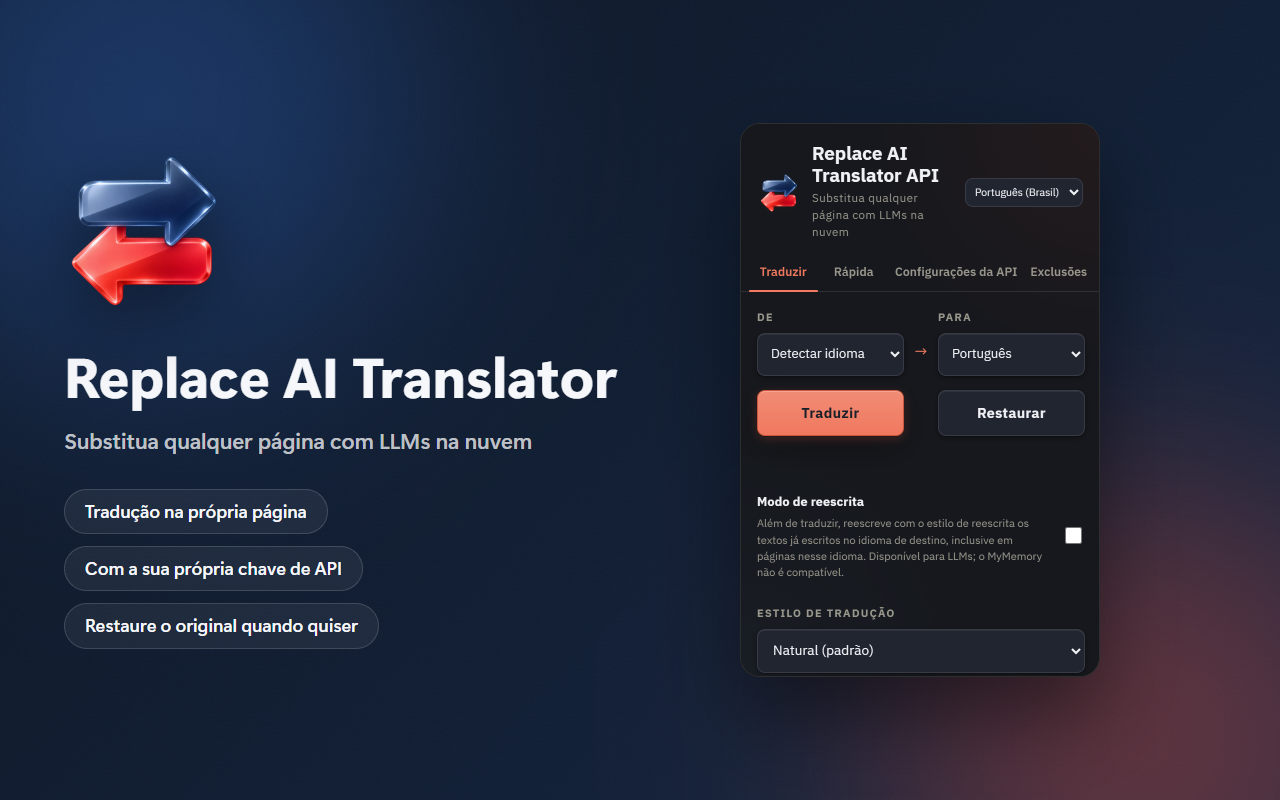 Replace AI Translator
Substitua qualquer página com LLMs na nuvem
Tradução na própria página
Com a sua própria chave de API
Restaure o original quando quiser
Replace AI
Translator API
Substitua qualquer
página com LLMs na
nuvem
Português (Brasil)
Traduzir Rápida Configurações da API Exclusões
DE PARA
Detectar idioma → Português
Traduzir Restaurar
Modo de reescrita
Além de traduzir, reescreve com o estilo de reescrita os
textos já escritos no idioma de destino, inclusive em
páginas nesse idioma. Disponível para LLMs; o MyMemory
não é compatível.
ESTILO DE TRADUÇÃO
Natural (padrão)